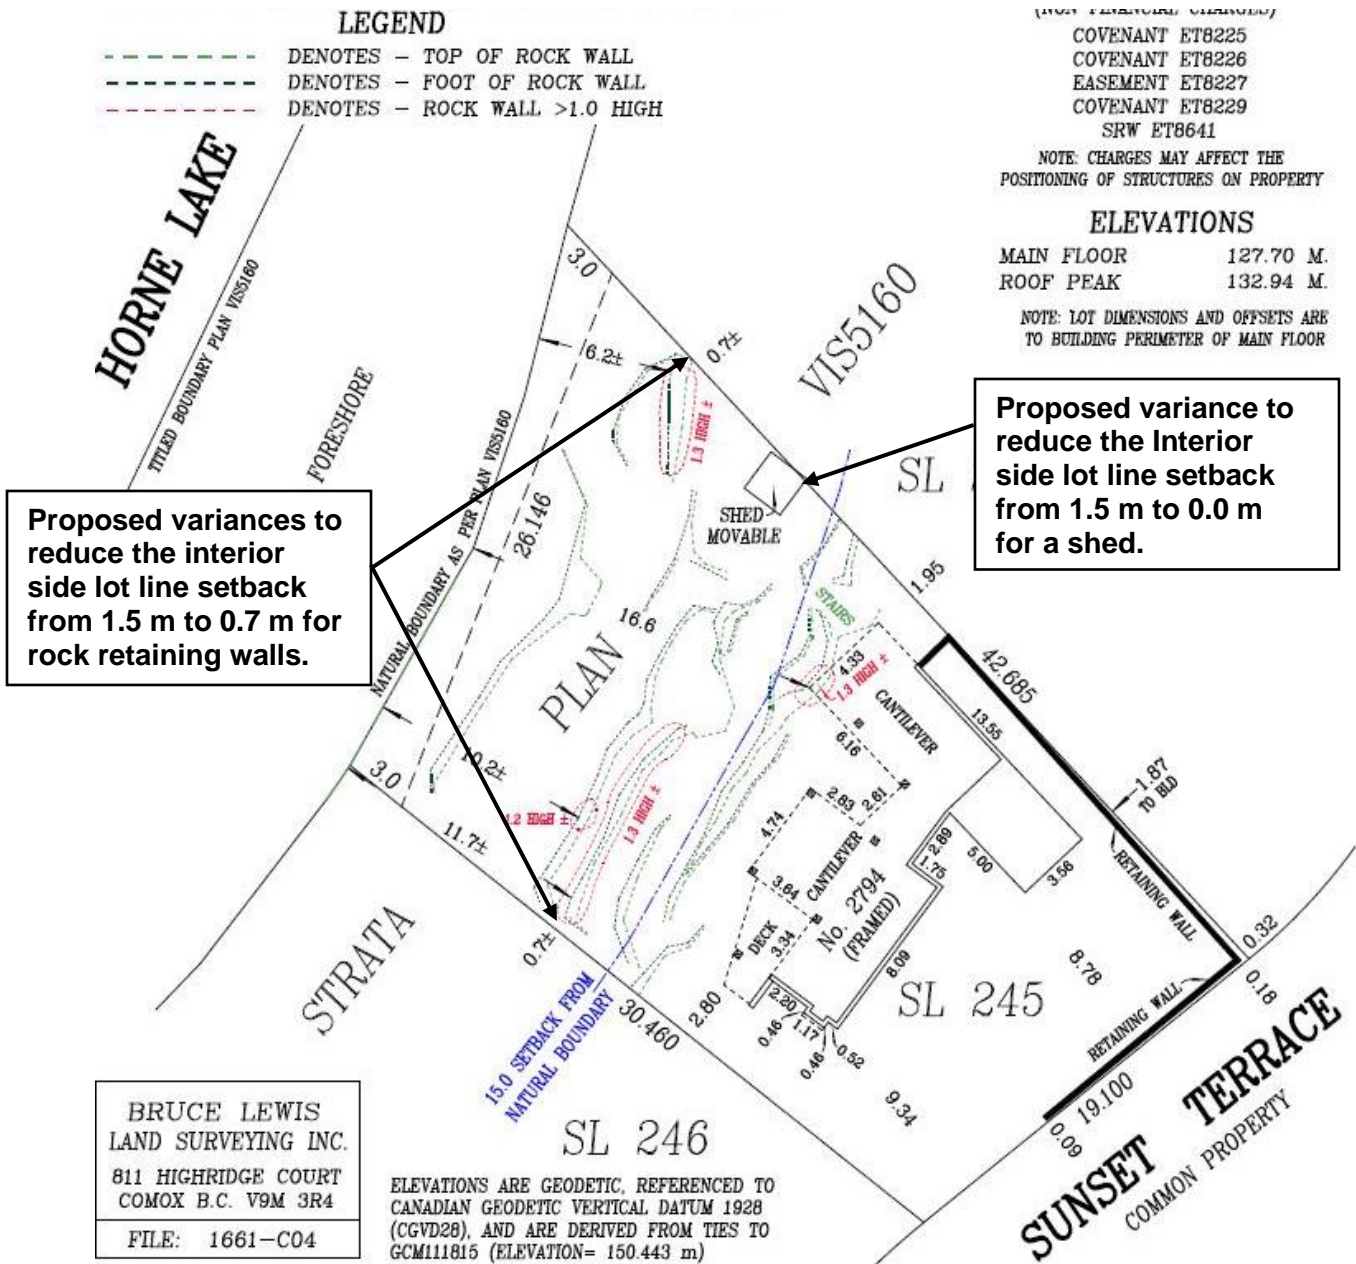 LEGEND
DENOTES – TOP OF ROCK WALL
DENOTES – FOOT OF ROCK WALL
DENOTES – ROCK WALL >1.0 HIGH
(NON FINANCIAL CHARGES)
COVENANT ET8225
COVENANT ET8226
EASEMENT ET8227
COVENANT ET8229
SRW ET8641
NOTE: CHARGES MAY AFFECT THE
POSITIONING OF STRUCTURES ON PROPERTY
ELEVATIONS
MAIN FLOOR 127.70 M.
ROOF PEAK 132.94 M.
NOTE: LOT DIMENSIONS AND OFFSETS ARE
TO BUILDING PERIMETER OF MAIN FLOOR
HORNE LAKE
TITLED BOUNDARY PLAN VIS5160
FORESHORE
NATURAL BOUNDARY AS PER PLAN VIS5160
3.0
6.2±
0.7±
VIS5160
1.3 HIGH ±
26.146
SHED
MOVABLE
SL
Proposed variance to
reduce the Interior
side lot line setback
from 1.5 m to 0.0 m
for a shed.
Proposed variances to
reduce the interior
side lot line setback
from 1.5 m to 0.7 m for
rock retaining walls.
1.95
STAIRS
16.6
PLAN
4.33
1.3 HIGH ±
42.685
CANTILEVER
13.55
6.16
10.2±
3.0
1.2 HIGH ±
1.3 HIGH ±
2.83
2.61
1.87
TO BLD
4.74
CANTILEVER
11.7±
2.89
1.75
5.00
3.56
RETAINING WALL
3.64
No. 2794
(FRAMED)
DECK
3.34
8.09
STRATA
0.7±
0.32
8.78
0.18
SL 245
2.20
1.17
0.46
0.46
0.52
2.80
30.460
15.0 SETBACK FROM
NATURAL BOUNDARY
RETAINING WALL
9.34
19.100
0.09
SUNSET TERRACE
COMMON PROPERTY
SL 246
BRUCE LEWIS
LAND SURVEYING INC.
811 HIGHRIDGE COURT
COMOX B.C. V9M 3R4
FILE: 1661–C04
ELEVATIONS ARE GEODETIC, REFERENCED TO
CANADIAN GEODETIC VERTICAL DATUM 1928
(CGVD28), AND ARE DERIVED FROM TIES TO
GCM111815 (ELEVATION= 150.443 m)